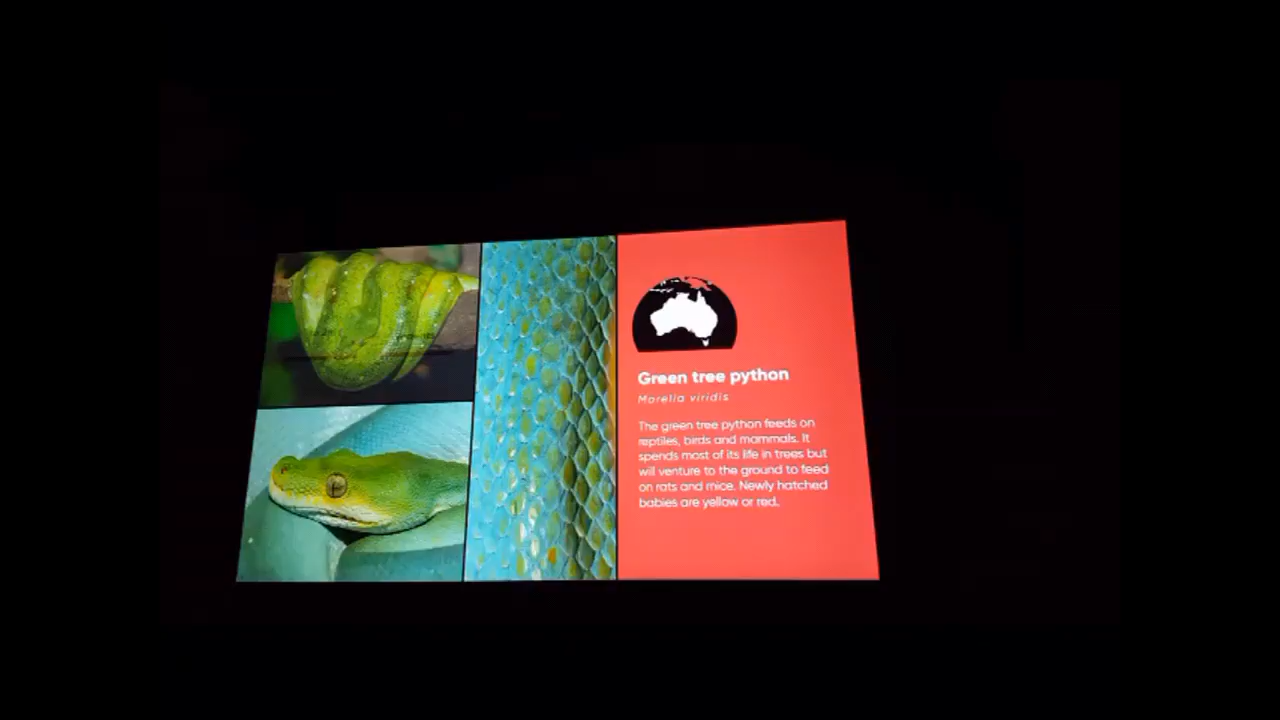 Green tree python
Morelia viridis
The green tree python feeds on
reptiles, birds and mammals. It
spends most of its life in trees but
will venture to the ground to feed
on rats and mice. Newly hatched
babies are yellow or red.